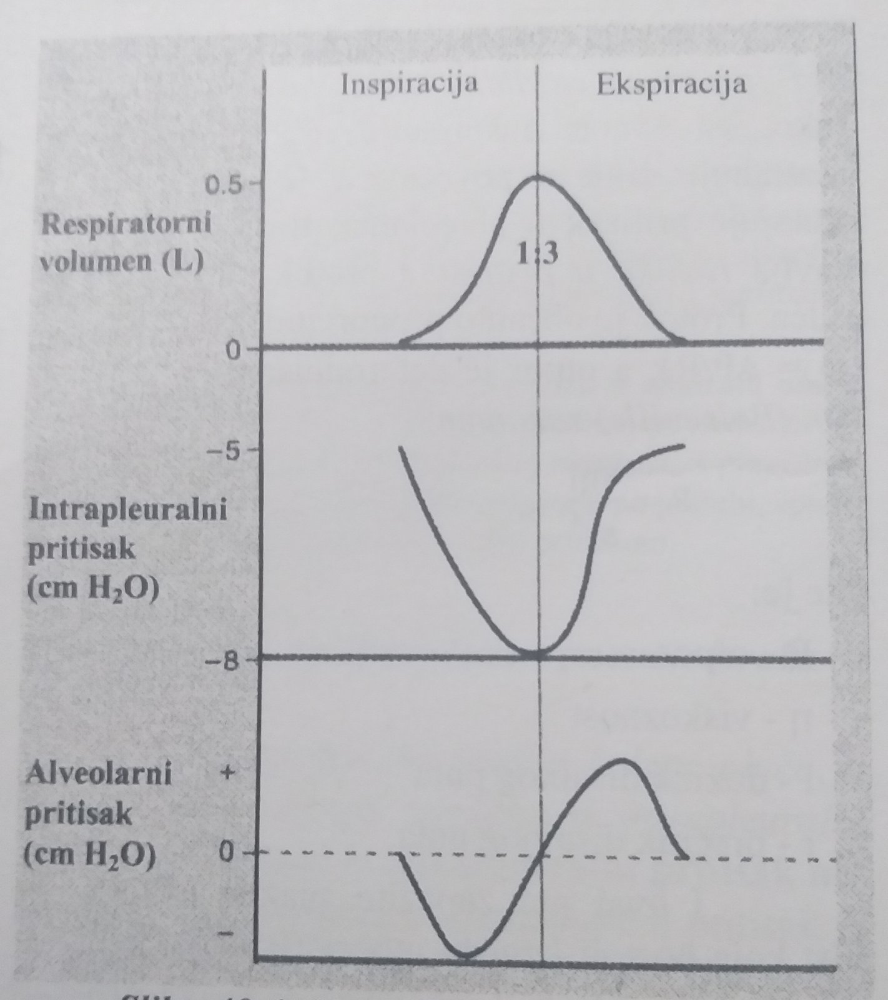 Inspiracija
Ekspiracija
0.5
Respiratorni
volumen (L)
1:3
0
−5
Intrapleuralni
pritisak
(cm H₂O)
−8
Alveolarni
pritisak
(cm H₂O)
+
0
−